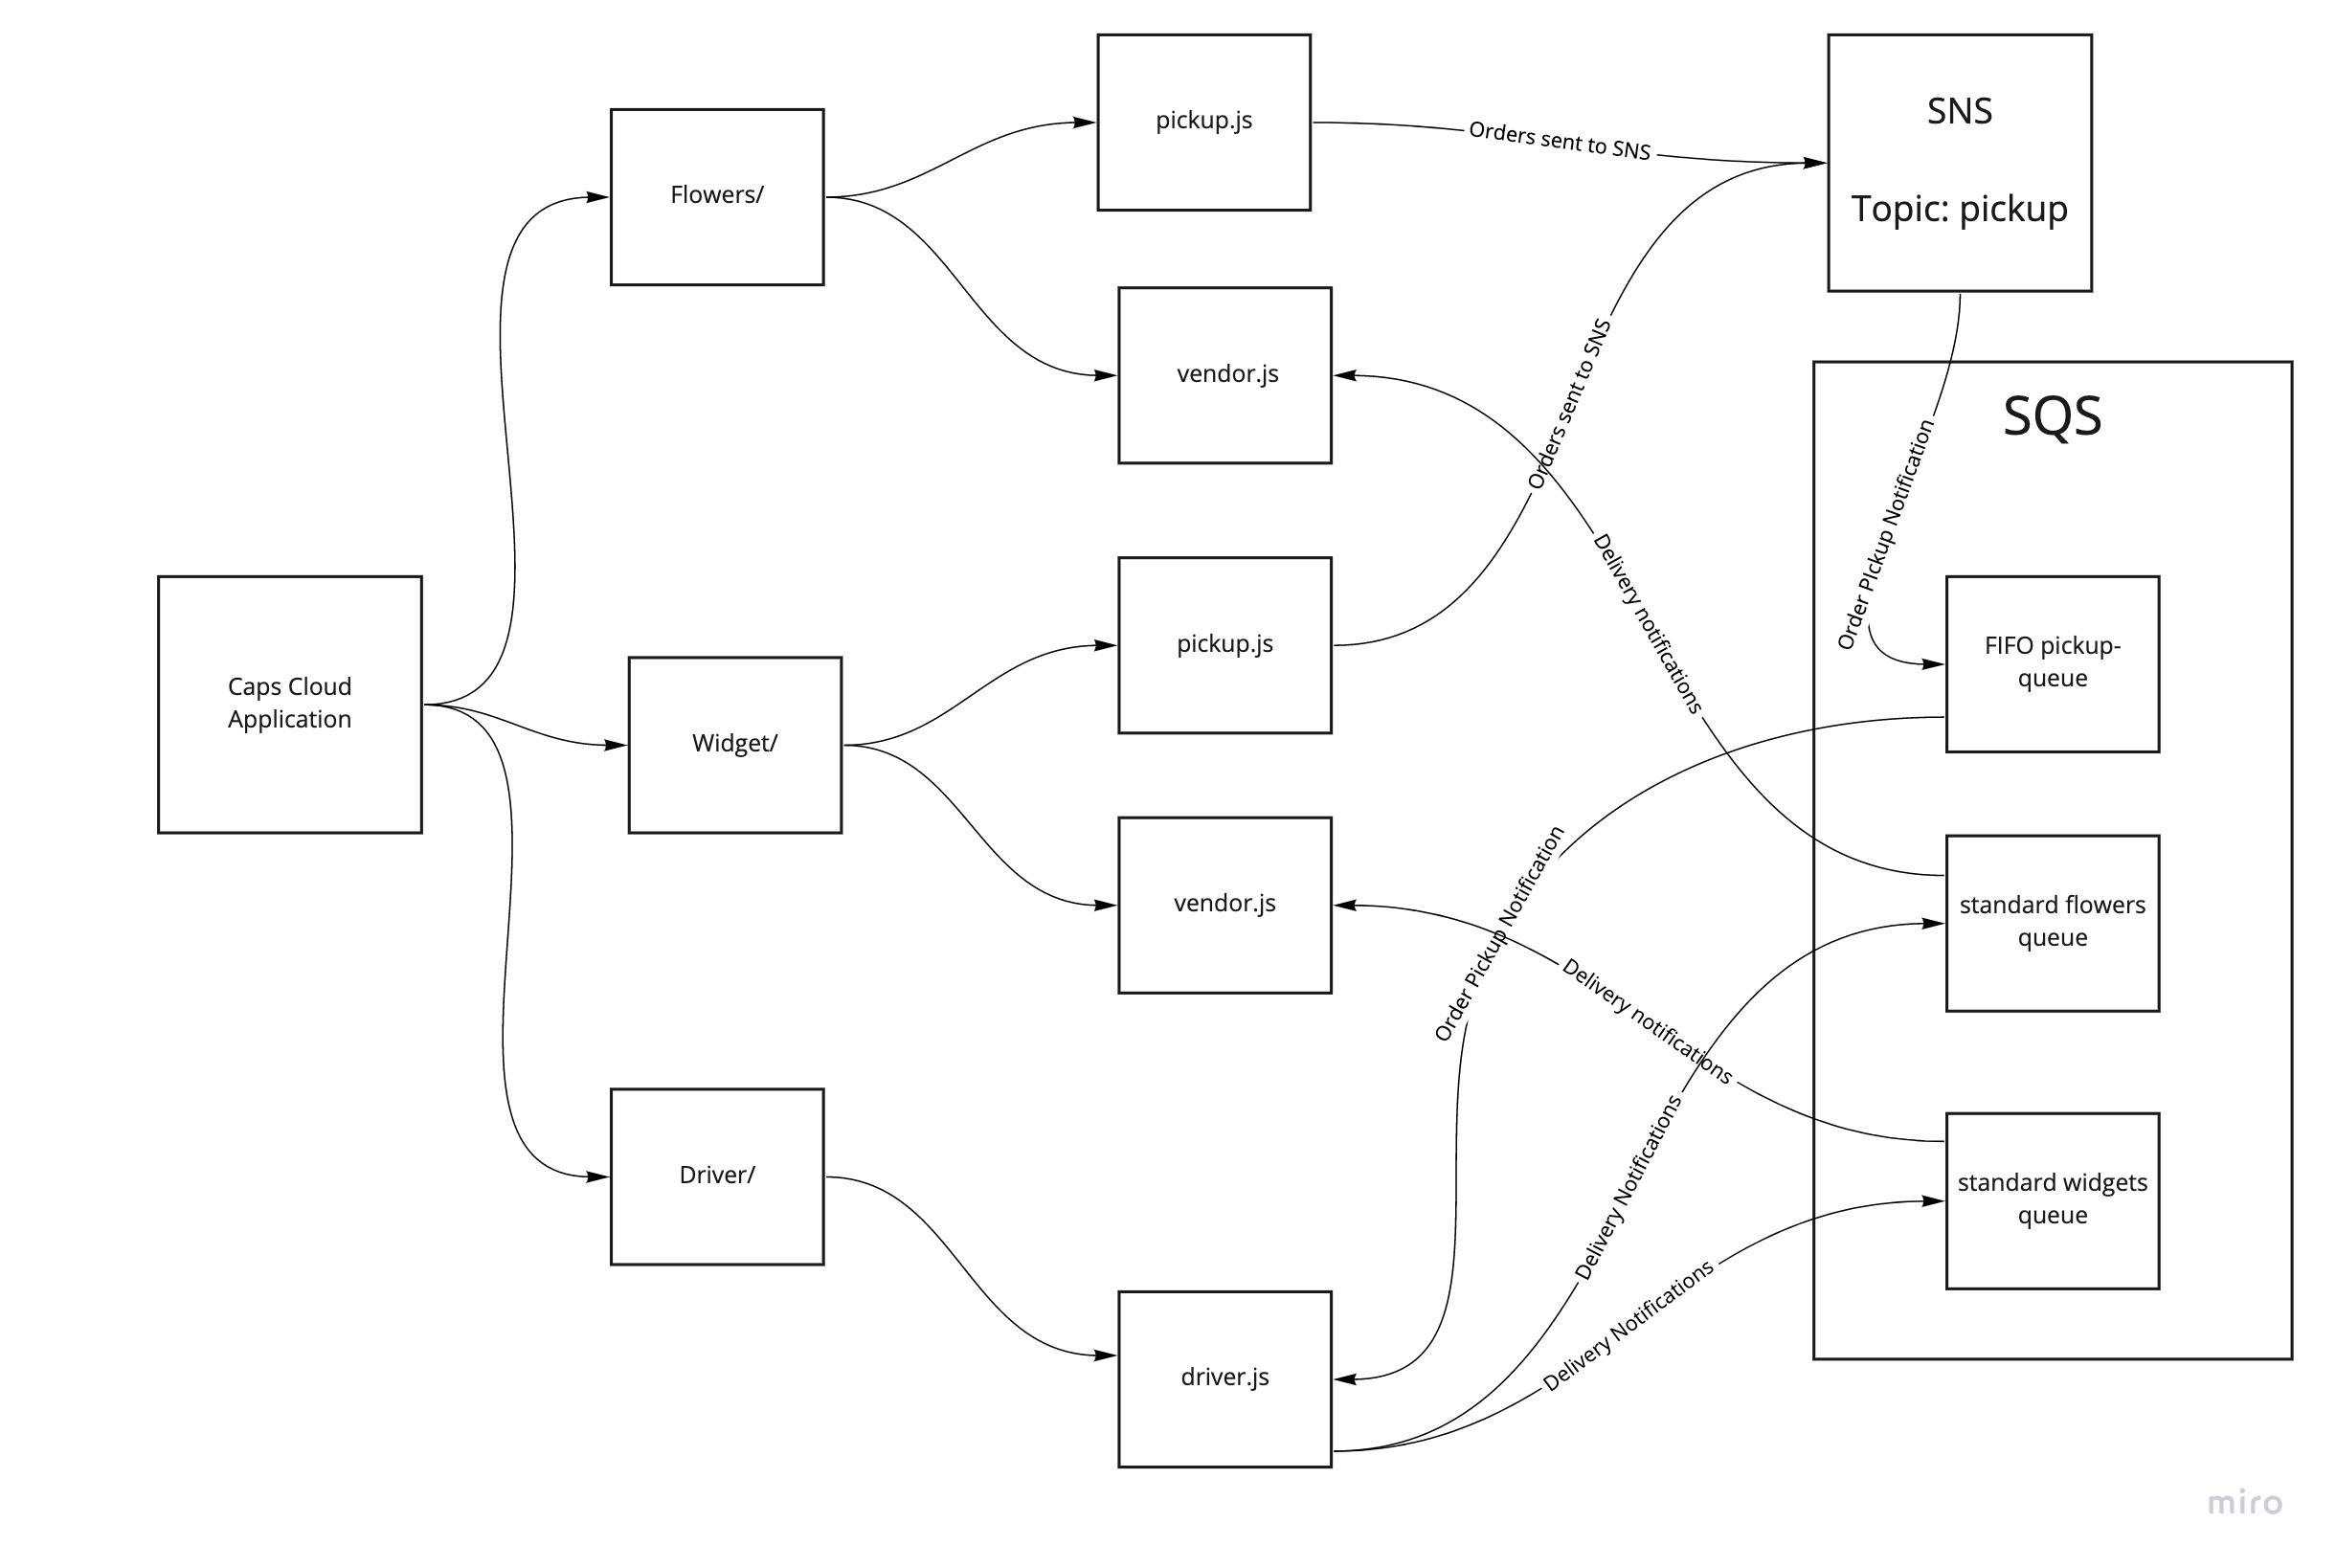 pickup.js
SNS
Topic: pickup
Orders sent to SNS
Flowers/
vendor.js
Orders sent to SNS
SQS
Order PIckup Notification
Delivery notifications
Caps Cloud
Application
Widget/
pickup.js
FIFO pickup-
queue
vendor.js
Order Pickup Notification
Delivery notifications
standard flowers
queue
Driver/
Delivery Notifications
standard widgets
queue
driver.js
Delivery Notifications
miro